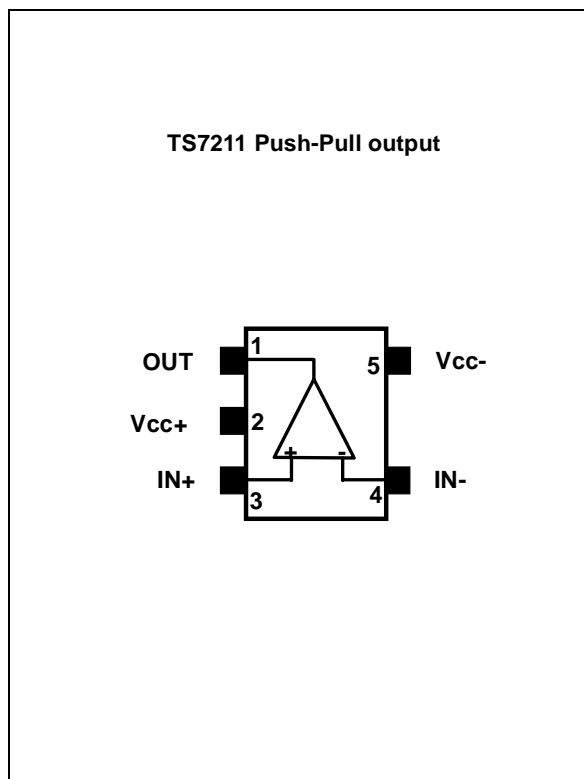 TS7211 Push-Pull output
OUT 1 5 Vcc-
Vcc+ 2
+ -
IN+ 3 4 IN-